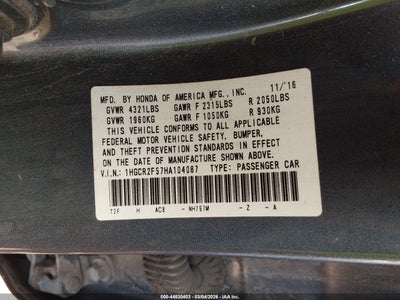 MFD. BY HONDA OF AMERICA MFG., INC. 11/16
GVWR 4321LBS GAWR F 2315LBS R 2050LBS
GVWR 1960KG GAWR F 1050KG R 930KG
THIS VEHICLE CONFORMS TO ALL APPLICABLE
FEDERAL MOTOR VEHICLE SAFETY, BUMPER,
AND THEFT PREVENTION STANDARDS IN EFFECT
ON THE DATE OF MANUFACTURE SHOWN ABOVE.
V.I.N.: 1HGCR2F57HA104087 TYPE: PASSENGER CAR
T2F H ACB - NH797M - Z - A
000-44830403 - 03/04/2026 - IAA Inc.